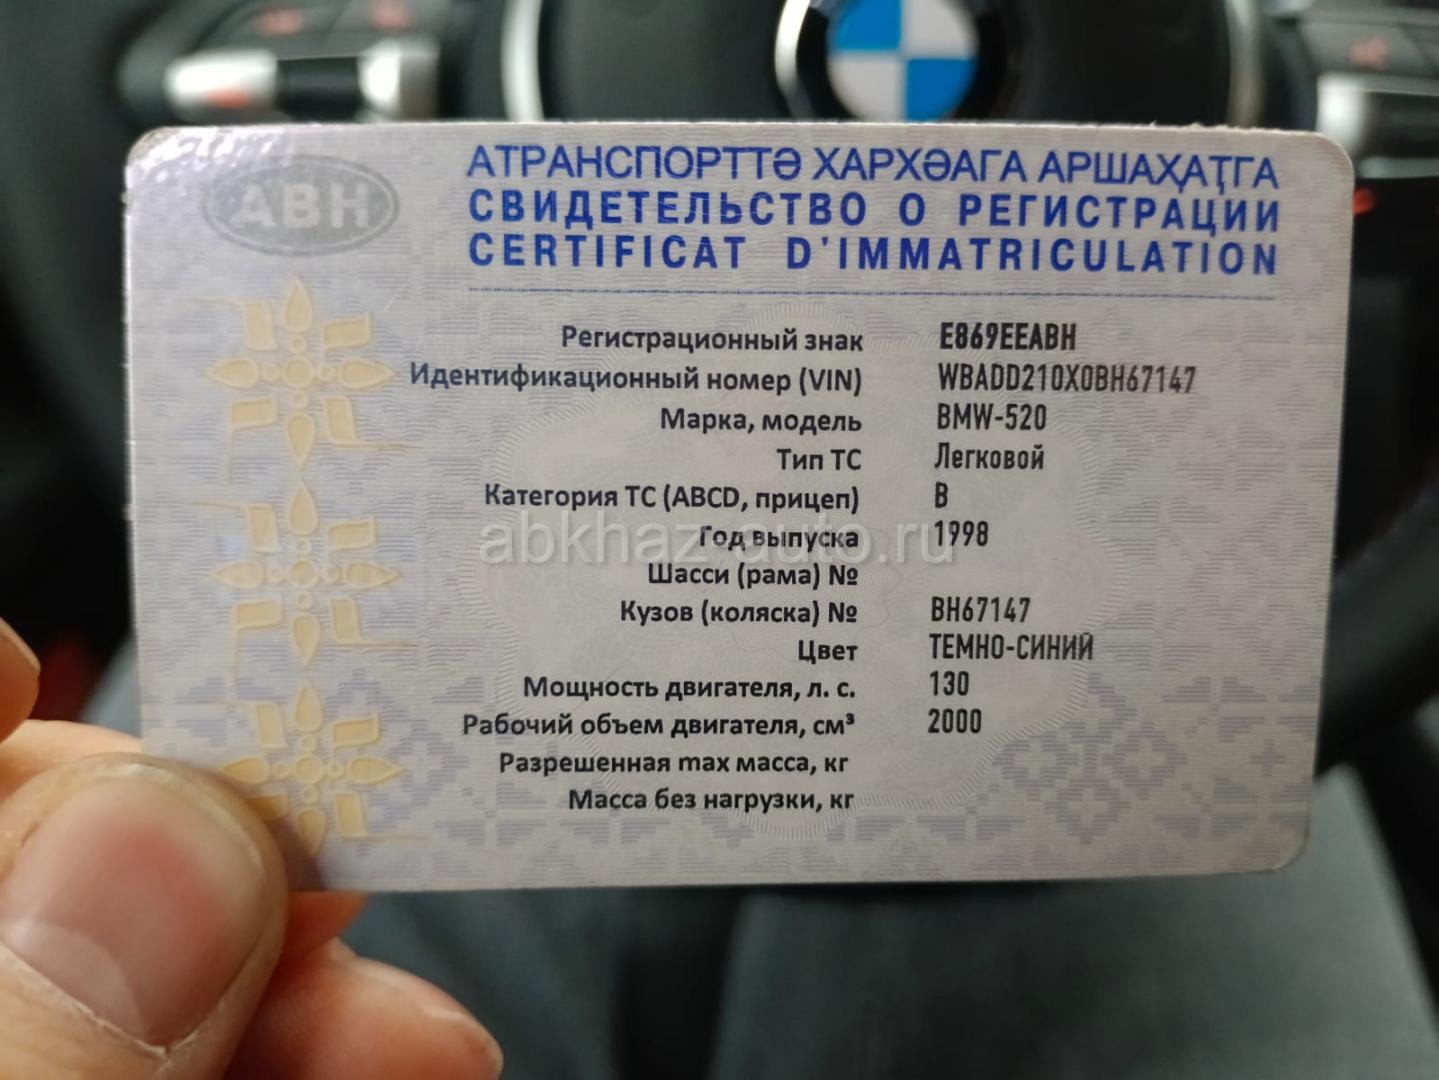 АВН
АТРАНСПОРТТӘ ХАРХӘАГА АРШАҲАҬГА
СВИДЕТЕЛЬСТВО О РЕГИСТРАЦИИ
CERTIFICAT D'IMMATRICULATION
Регистрационный знак Е869ЕЕАВН
Идентификационный номер (VIN) WBADD210X0BH67147
Марка, модель BMW-520
Тип ТС Легковой
Категория ТС (ABCD, прицеп) B
Год выпуска 1998
abkhaz-auto.ru
Шасси (рама) №
Кузов (коляска) № BH67147
Цвет ТЕМНО-СИНИЙ
Мощность двигателя, л. с. 130
Рабочий объем двигателя, см³ 2000
Разрешенная max масса, кг
Масса без нагрузки, кг